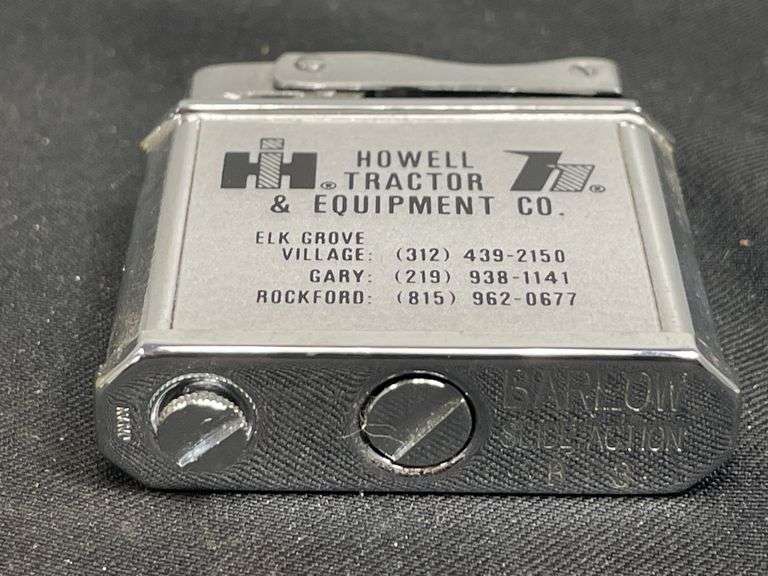 IH® HOWELL
TRACTOR
& EQUIPMENT CO.
®
ELK GROVE
VILLAGE: (312) 439-2150
GARY: (219) 938-1141
ROCKFORD: (815) 962-0677
BARLOW
SLIDE ACTION